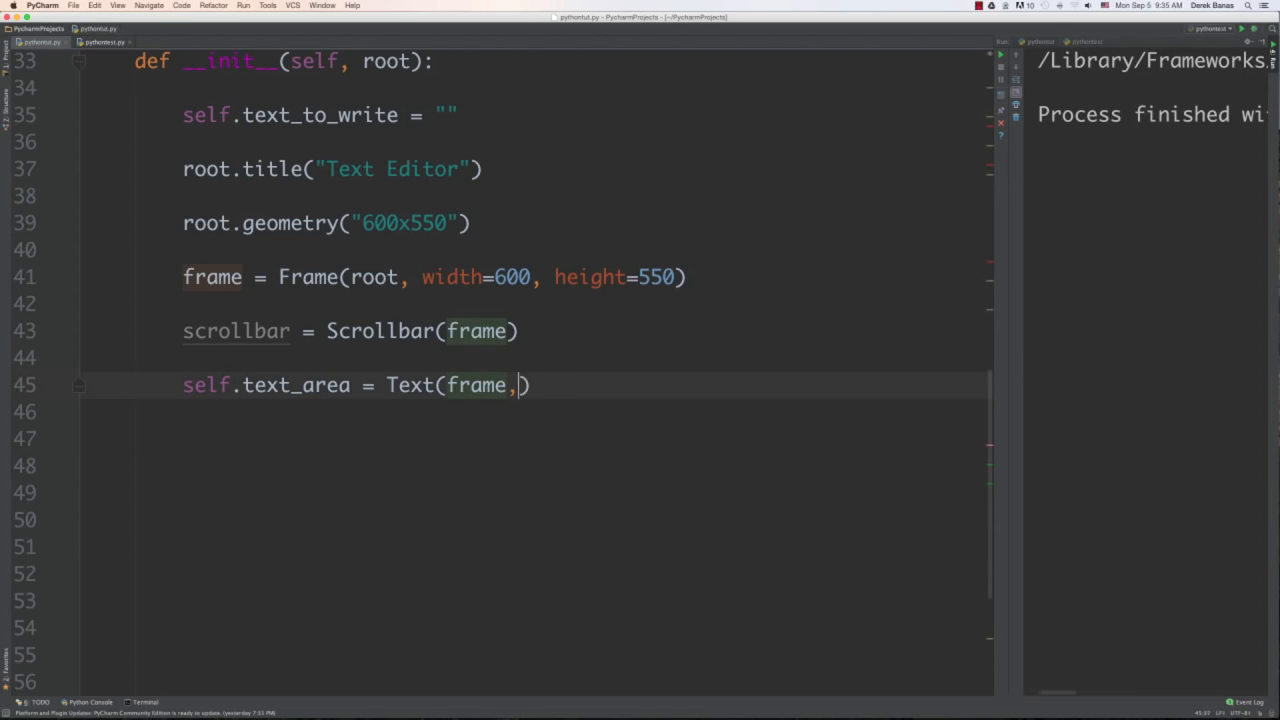 PyCharm File Edit View Navigate Code Refactor Run Tools VCS Window Help 10 Mon Sep 5 9:35 AM Derek Banas
pythontut.py - PycharmProjects - [~/PycharmProjects]
PycharmProjects pythontut.py pythontest
pythontut.py pythontest.py Run: pythontut pythontest
33 def __init__(self, root): /Library/Frameworks
34
35 self.text_to_write = "" Process finished wi
36
37 root.title("Text Editor")
38
39 root.geometry("600x550")
40
41 frame = Frame(root, width=600, height=550)
42
43 scrollbar = Scrollbar(frame)
44
45 self.text_area = Text(frame,)
46
47
48
49
50
51
52
53
54
55
56
1: Project
7: Structure
2: Favorites
4: Run
6: TODO Python Console Terminal Event Log
Platform and Plugin Updates: PyCharm Community Edition is ready to update. (yesterday 7:51 PM) UTF-8